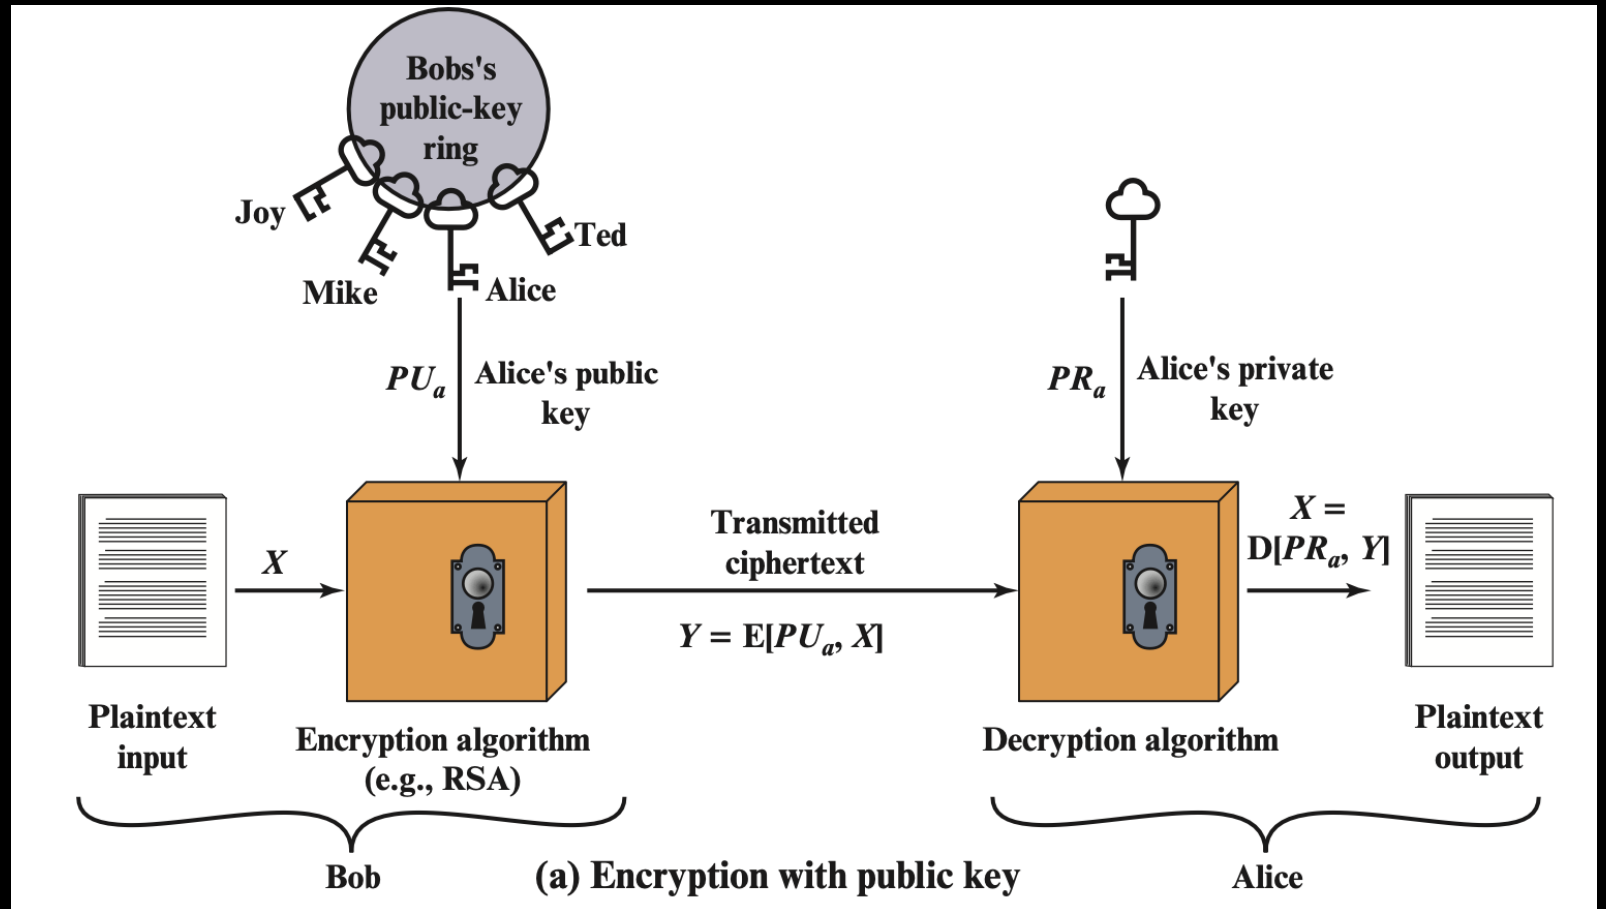 Bobs's
public-key
ring
Joy
Ted
Mike
Alice
PUa
Alice's public
key
PRa
Alice's private
key
X
Transmitted
ciphertext
Y = E[PUa, X]
X =
D[PRa, Y]
Plaintext
input
Encryption algorithm
(e.g., RSA)
Decryption algorithm
Plaintext
output
Bob
(a) Encryption with public key
Alice